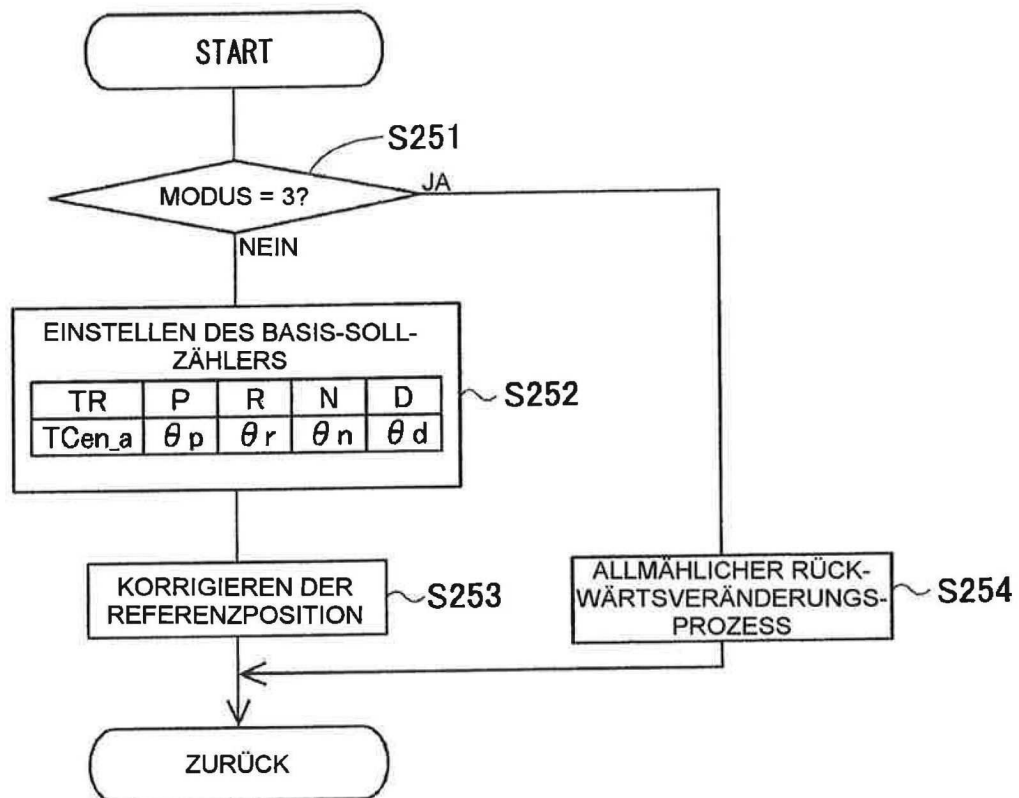 START
S251
MODUS = 3?
JA
NEIN
EINSTELLEN DES BASIS-SOLL-
ZÄHLERS
TR P R N D
TCen_a θp θr θn θd
S252
KORRIGIEREN DER
REFERENZPOSITION
S253
ALLMÄHLICHER RÜCK-
WÄRTSVERÄNDERUNGS-
PROZESS
S254
ZURÜCK